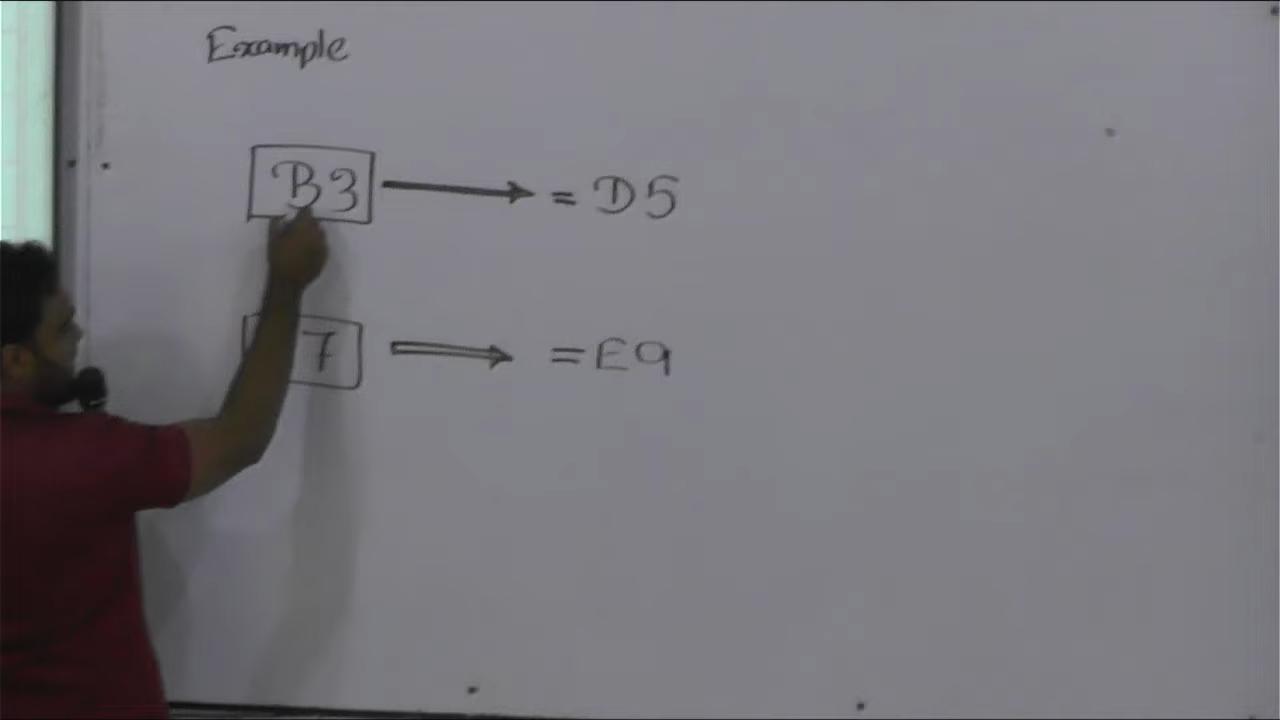 Example
B3 = D5
7 = E9